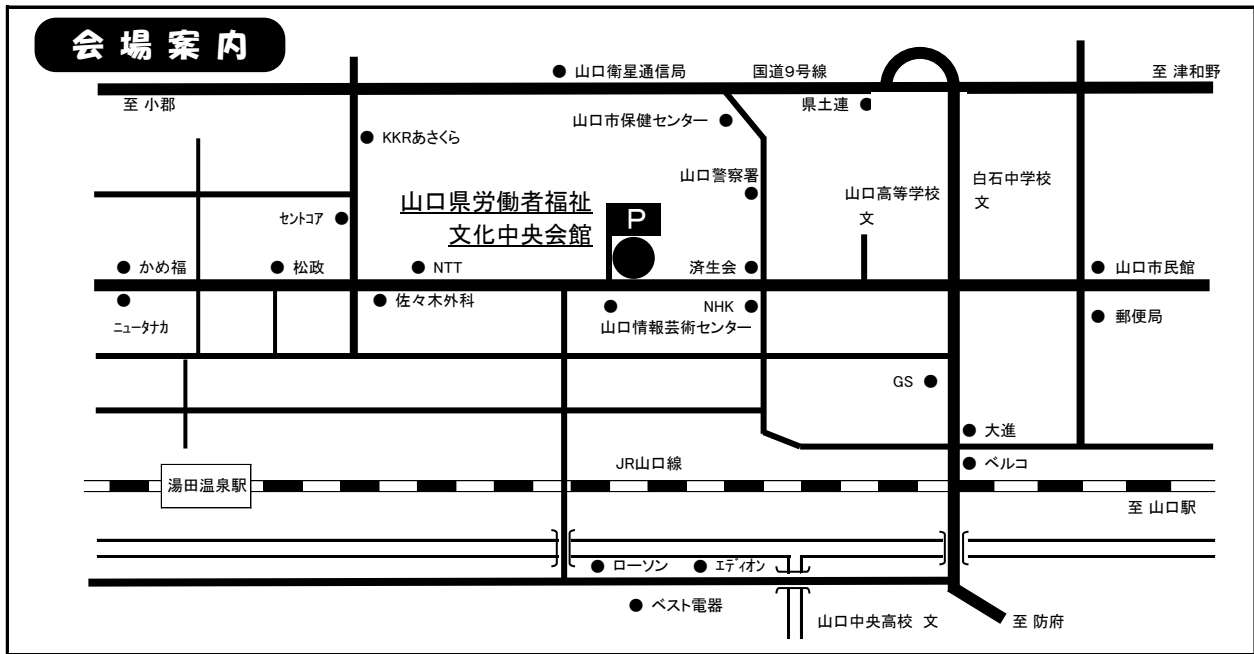 会場案内
山口衛星通信局
国道９号線
至 津和野
至 小郡
県土連
山口市保健センター
KKRあさくら
山口警察署
山口高等学校
文
白石中学校
文
山口県労働者福祉
文化中央会館
P
セントコア
かめ福
松政
NTT
済生会
山口市民館
ニュータナカ
佐々木外科
NHK
山口情報芸術センター
郵便局
GS
大進
JR山口線
ベルコ
湯田温泉駅
至 山口駅
ローソン
エディオン
ベスト電器
山口中央高校 文
至 防府